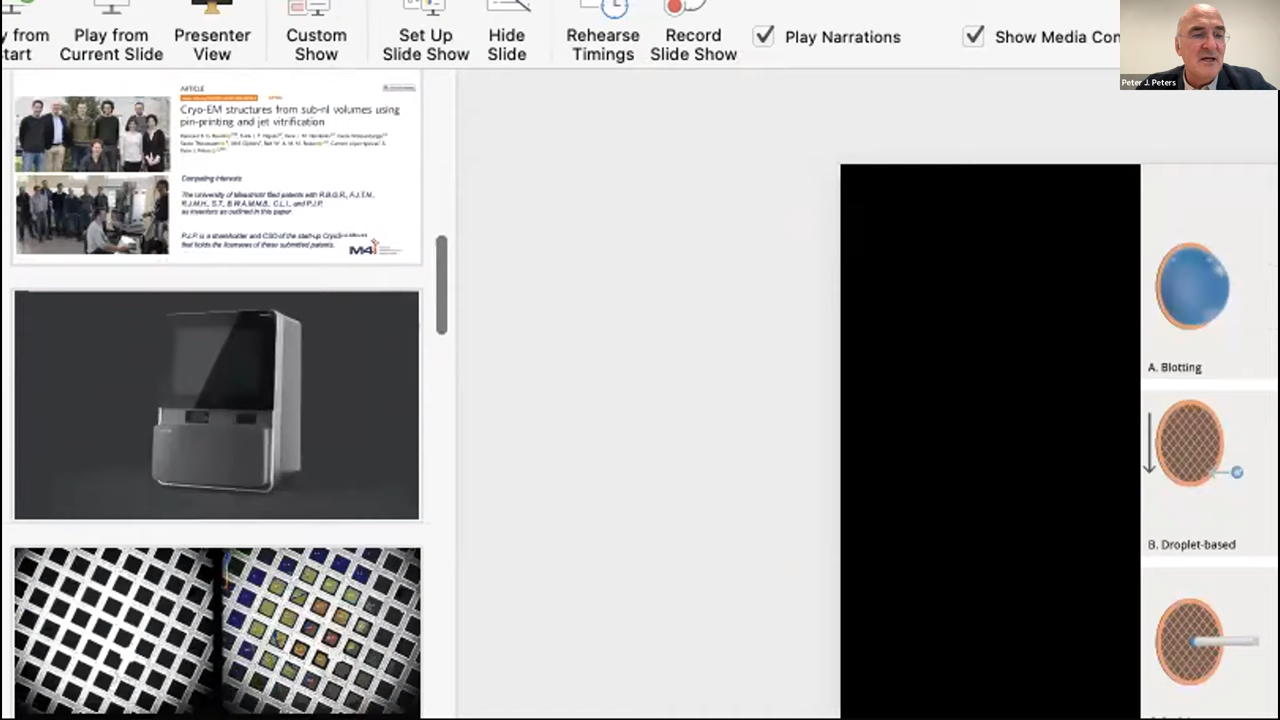 y from
tart
Play from
Current Slide
Presenter
View
Custom
Show
Set Up
Slide Show
Hide
Slide
Rehearse
Timings
Record
Slide Show
Play Narrations
Show Media Con
Peter J. Peters
ARTICLE
Cryo-EM structures from sub-nl volumes using
pin-printing and jet vitrification
Competing interests
The University of Maastricht filed patents with R.B.G.R., F.J.T.N.,
R.J.M.H., S.T., B.W.A.M.M.B., C.L.I., and P.J.P.
as inventors as outlined in this paper
P.J.P. is a shareholder and CSO of the start-up
that holds the licenses of these submitted patents.
M4i
A. Blotting
B. Droplet-based